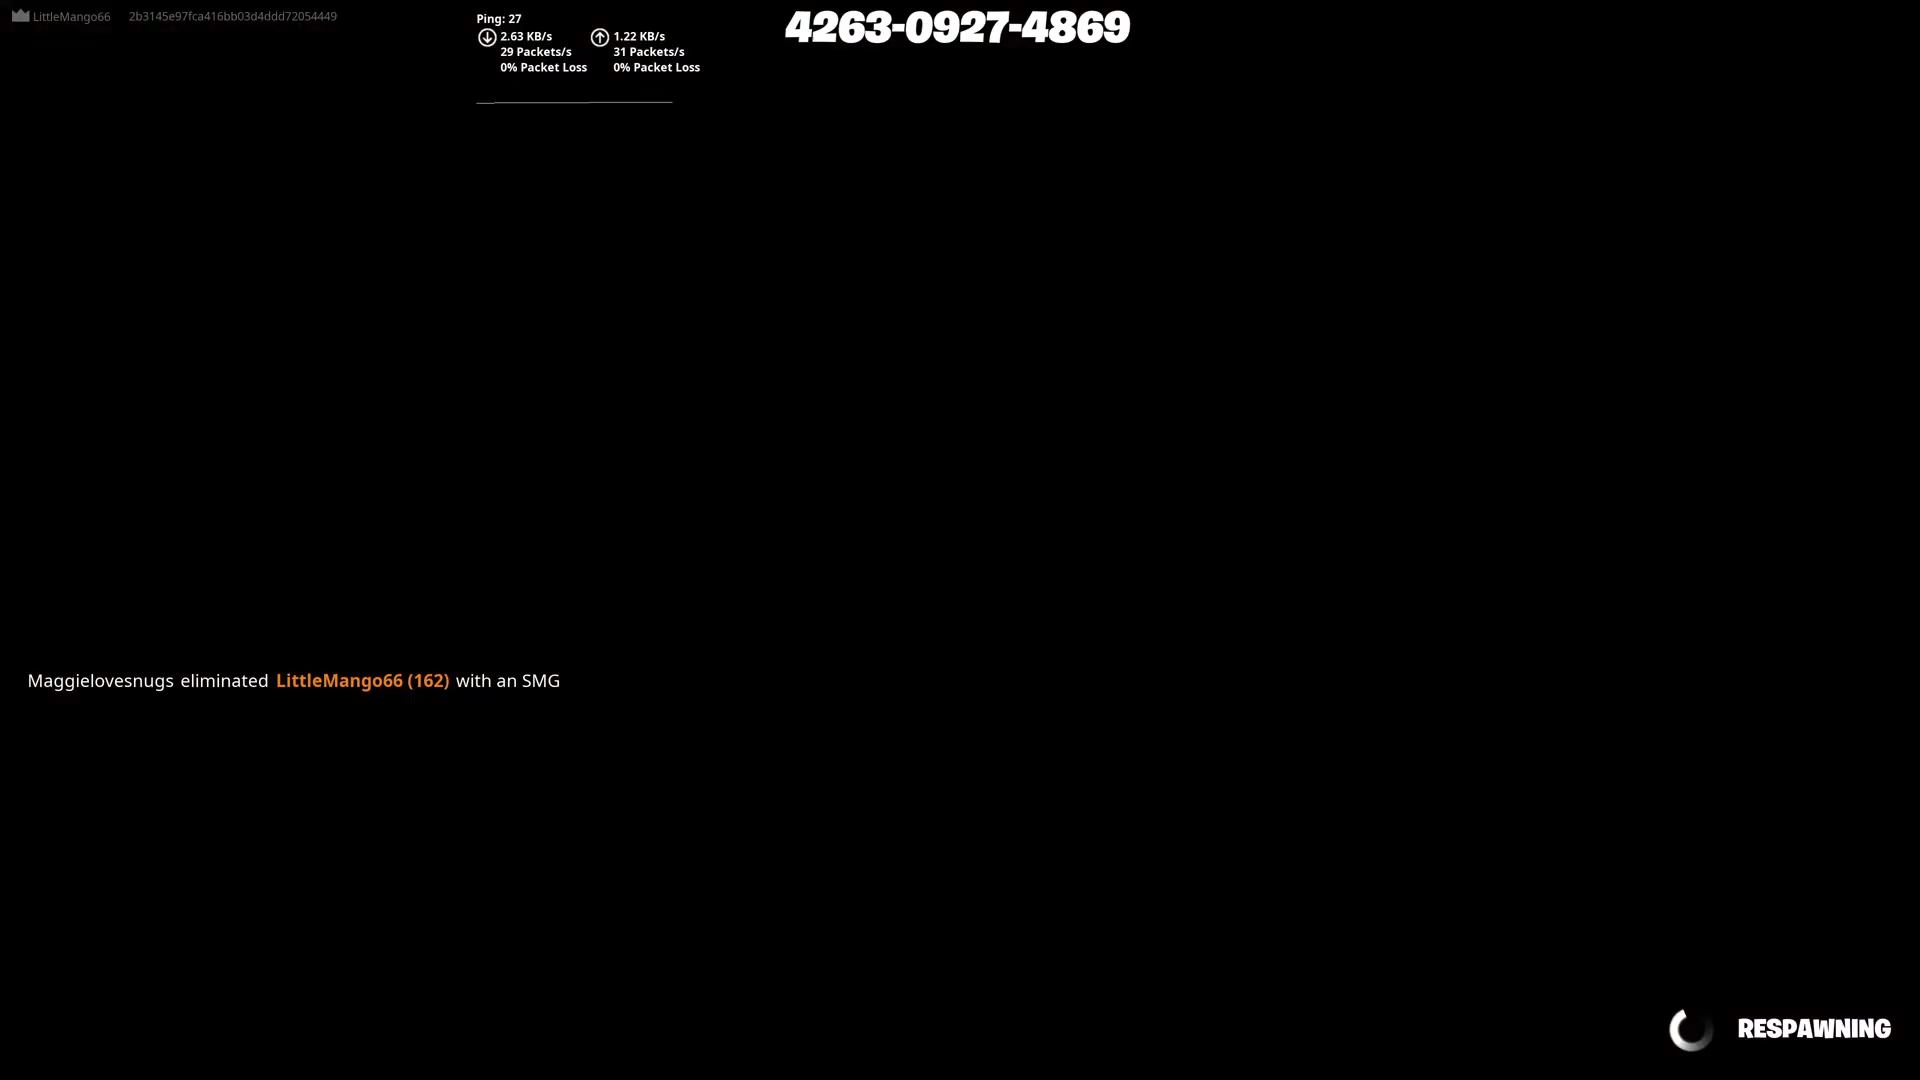 LittleMango66 2b3145e97fca416bb03d4ddd72054449
Ping: 27
2.63 KB/s 1.22 KB/s
29 Packets/s 31 Packets/s
0% Packet Loss 0% Packet Loss
4263-0927-4869
Maggielovesnugs eliminated LittleMango66 (162) with an SMG
RESPAWNING